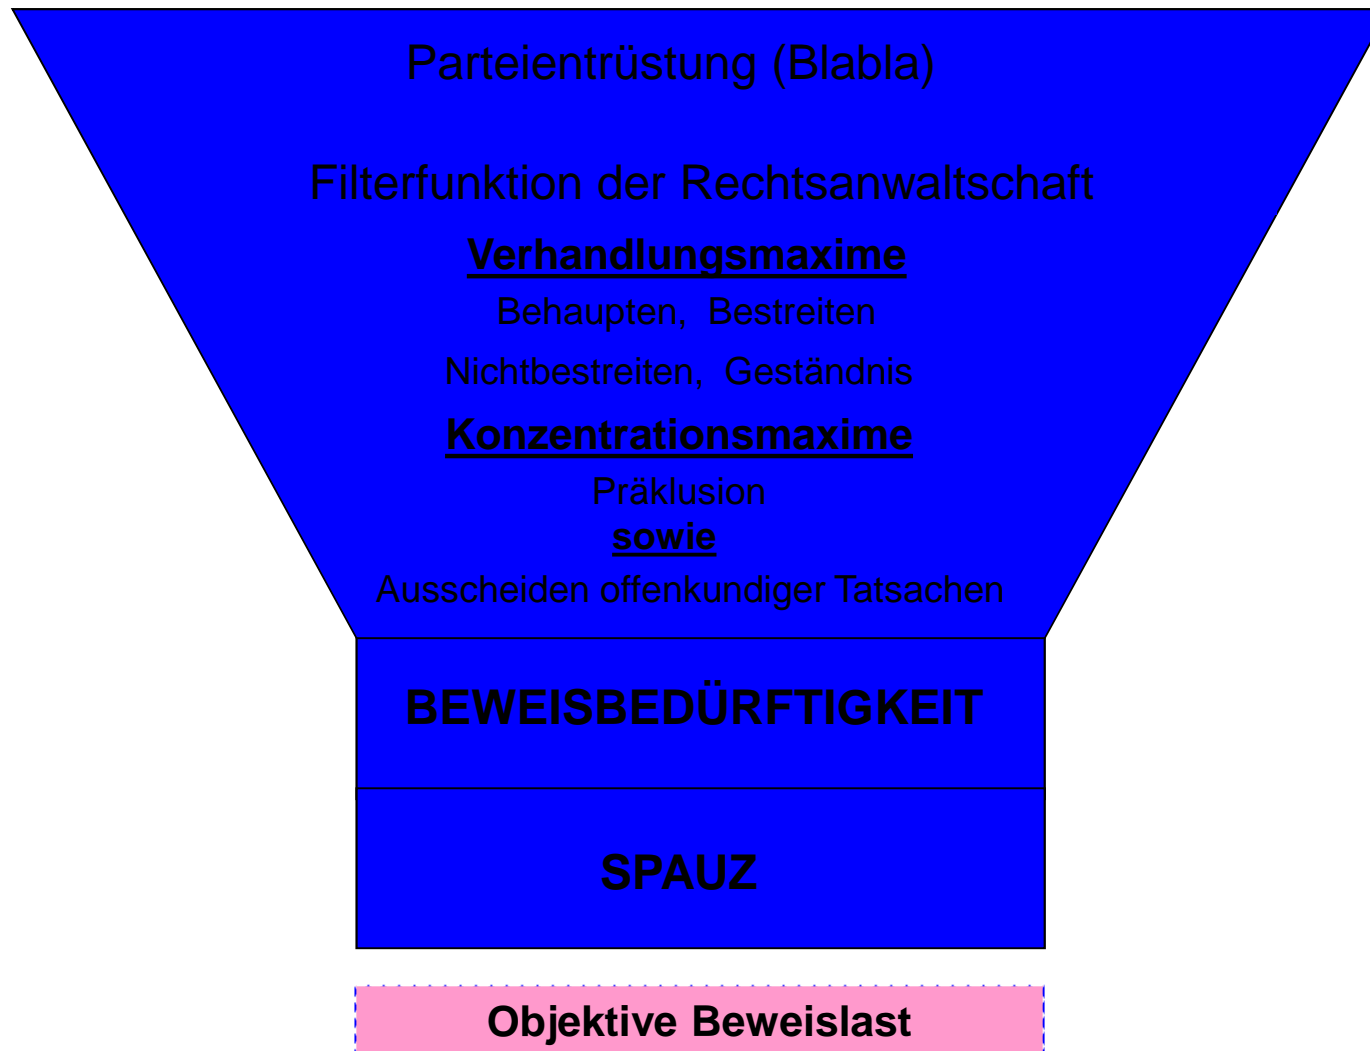 Parteientrüstung (Blabla)
Filterfunktion der Rechtsanwaltschaft
Verhandlungsmaxime
Behaupten, Bestreiten
Nichtbestreiten, Geständnis
Konzentrationsmaxime
Präklusion
sowie
Ausscheiden offenkundiger Tatsachen
BEWEISBEDÜRFTIGKEIT
SPAUZ
Objektive Beweislast